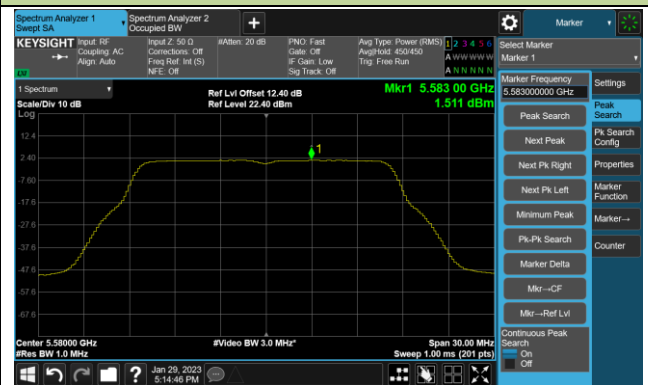 Spectrum Analyzer 1
Swept SA
Spectrum Analyzer 2
Occupied BW
Marker
KEYSIGHT
Input: RF
Coupling: AC
Align: Auto
Input Z: 50 Ω
Corrections: Off
Freq Ref: Int (S)
NFE: Off
#Atten: 20 dB
PNO: Fast
Gate: Off
IF Gain: Low
Sig Track: Off
Avg Type: Power (RMS)
Avg|Hold: 450/450
Trig: Free Run
1 2 3 4 5 6
A W W W W W
A N N N N N
Select Marker
Marker 1
1 Spectrum
Scale/Div 10 dB
Ref Lvl Offset 12.40 dB
Ref Level 22.40 dBm
Mkr1 5.583 00 GHz
1.511 dBm
Log
12.4
2.40
-7.60
-17.6
-27.6
-37.6
-47.6
-57.6
-67.6
1
Center 5.58000 GHz
#Res BW 1.0 MHz
#Video BW 3.0 MHz*
Span 30.00 MHz
Sweep 1.00 ms (201 pts)
Marker Frequency
5.583000000 GHz
Peak Search
Next Peak
Next Pk Right
Next Pk Left
Minimum Peak
Pk-Pk Search
Marker Delta
Mkr→CF
Mkr→Ref Lvl
Continuous Peak
Search
On
Off
Settings
Peak
Search
Pk Search
Config
Properties
Marker
Function
Marker→
Counter
?
Jan 29, 2023
5:14:46 PM